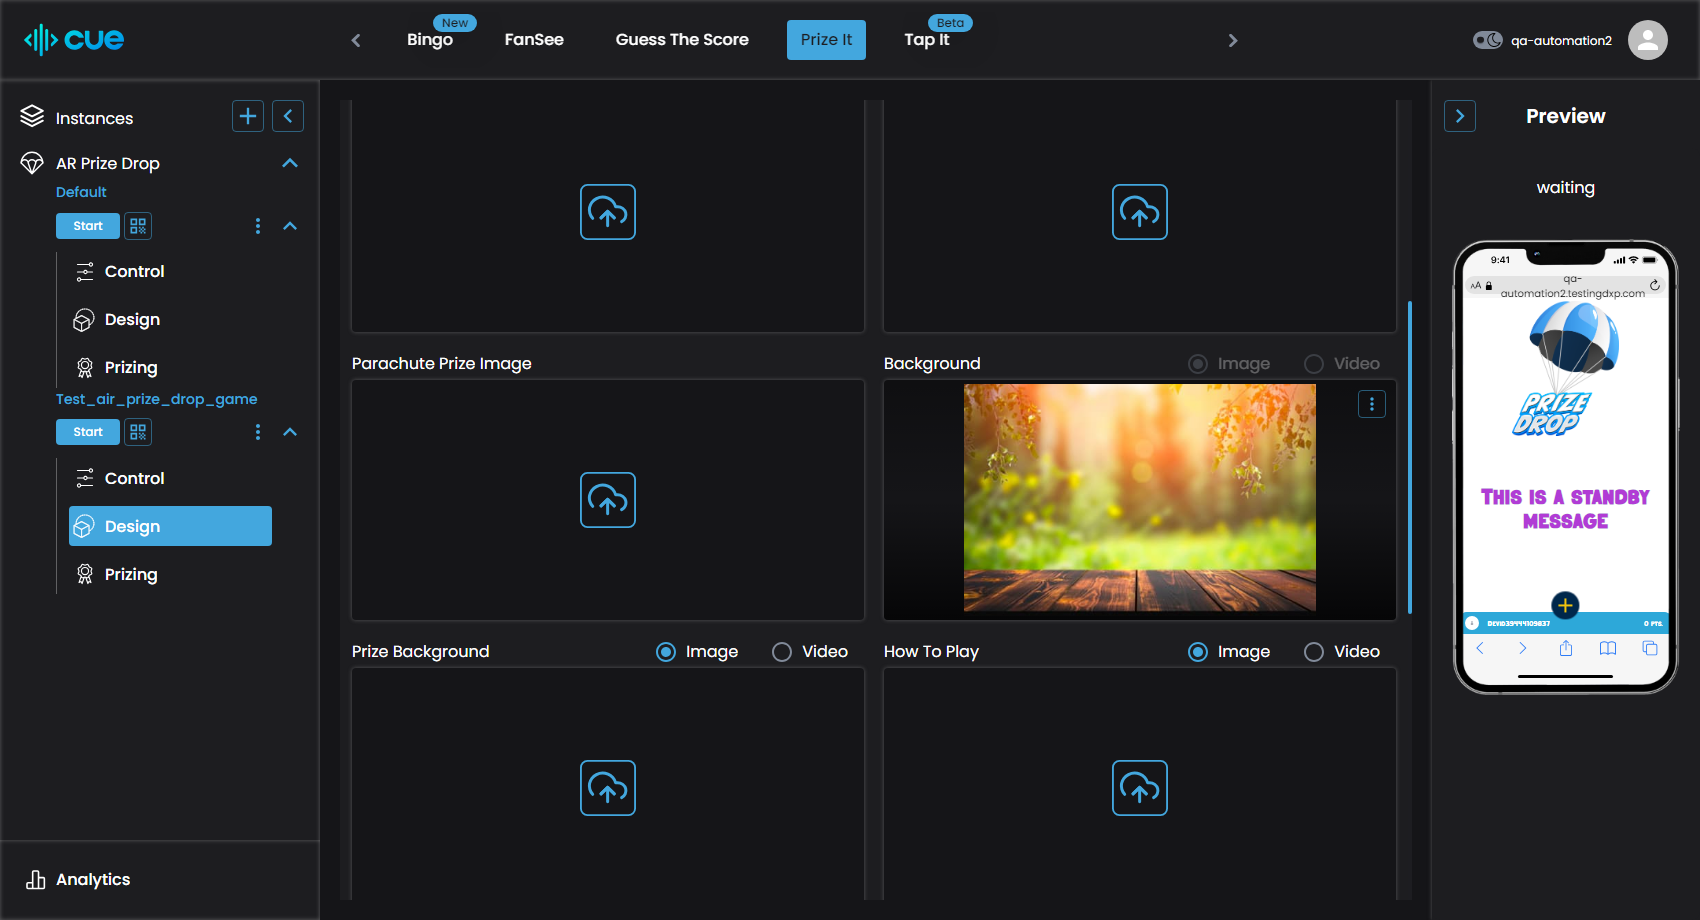 cue
New
Bingo
FanSee
Guess The Score
Prize It
Beta
Tap It
qa-automation2
Instances
AR Prize Drop
Default
Start
Control
Design
Prizing
Test_air_prize_drop_game
Start
Control
Design
Prizing
Analytics
Parachute Prize Image
Background
Image
Video
Prize Background
Image
Video
How To Play
Image
Video
Preview
waiting
9:41
AA
qa-
automation2.testingdxp.com
PRIZE
DROP
THIS IS A STANDBY
MESSAGE
0 PTS.